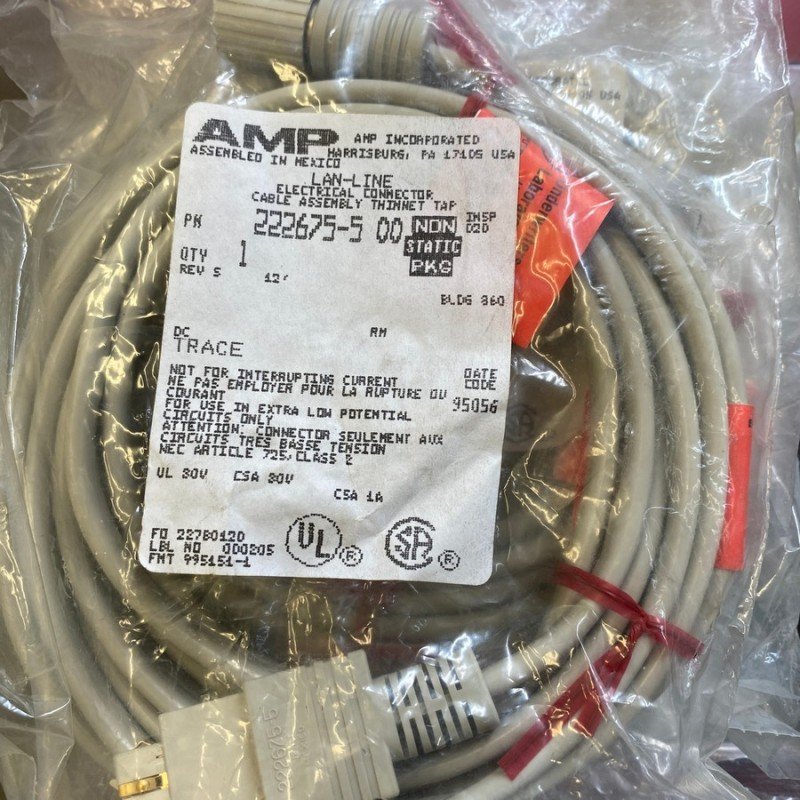 AMP AMP INCORPORATED
ASSEMBLED IN MEXICO HARRISBURG, PA 17105 USA
LAN-LINE
ELECTRICAL CONNECTOR
CABLE ASSEMBLY THINNET TAP
PN 222675-5 00 NON STATIC PKG INSP D2D
QTY 1
REV S 12'
BLDG 860
DC RM
TRACE
NOT FOR INTERRUPTING CURRENT DATE
NE PAS EMPLOYER POUR LA RUPTURE DU CODE
COURANT 95056
FOR USE IN EXTRA LOW POTENTIAL
CIRCUITS ONLY
ATTENTION, CONNECTOR SEULEMENT AUX
CIRCUITS TRES BASSE TENSION
NEC ARTICLE 725, CLASS 2
UL 30V CSA 30V
CSA 1A
FO 227B012D
LBL NO 000205
FMT 995151-1
UL ® SA ®
222675-5